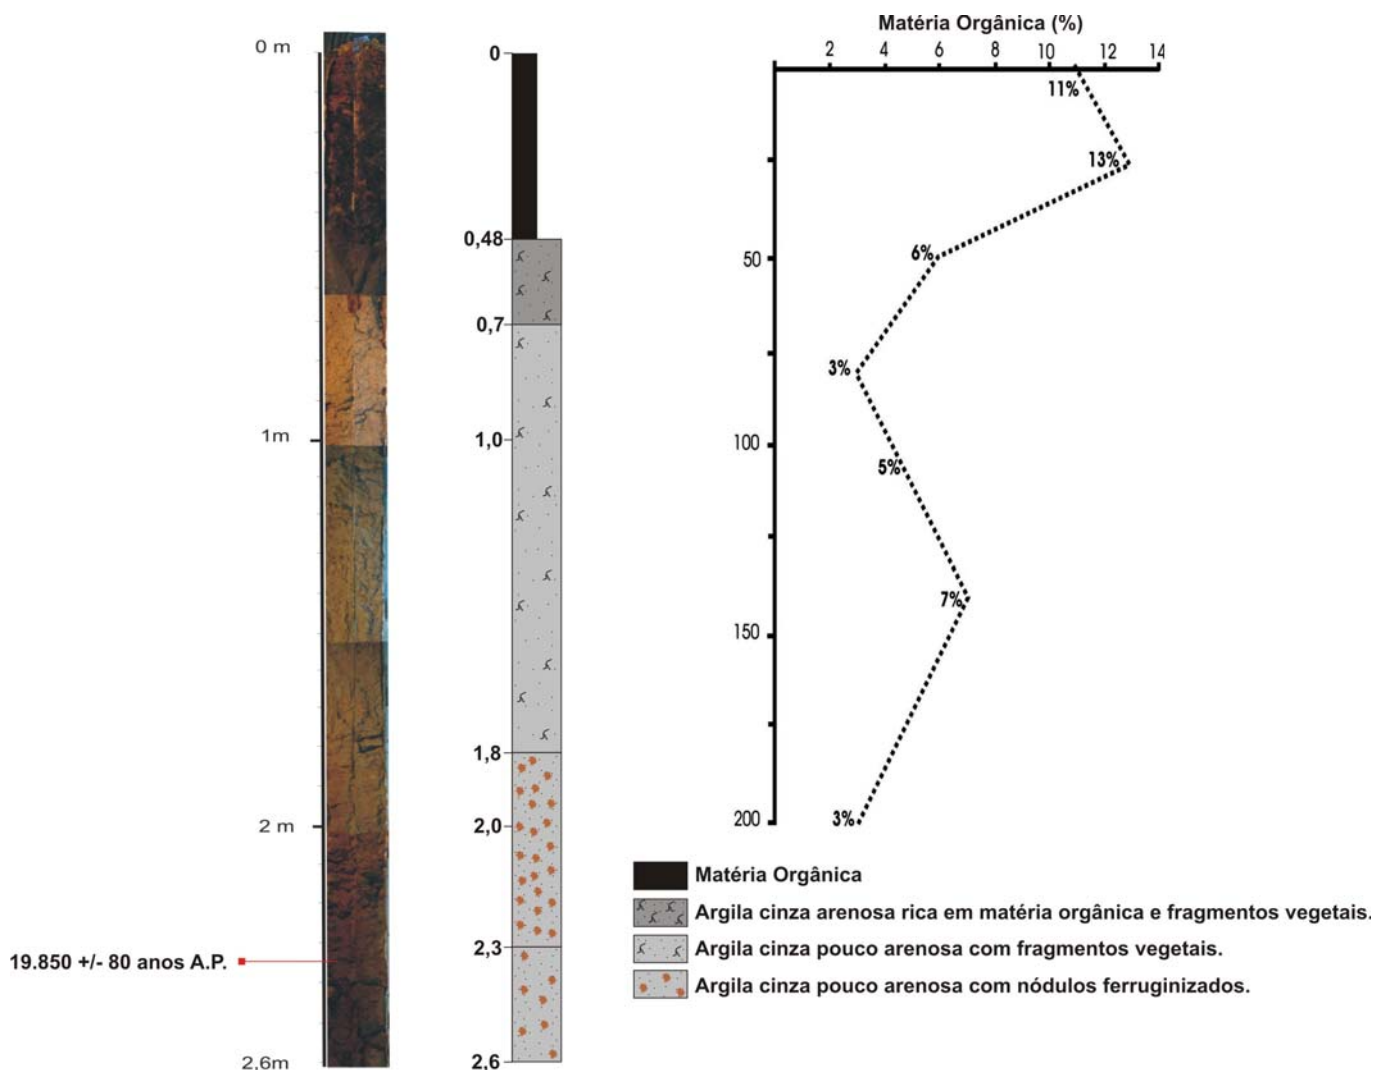 0 m
1m
2 m
2,6m
19.850 +/- 80 anos A.P.
0
0,48
0,7
1,0
1,8
2,0
2,3
2,6
Matéria Orgânica (%)
2 4 6 8 10 12 14
11%
13%
50
6%
3%
100
5%
7%
150
200
3%
Matéria Orgânica
Argila cinza arenosa rica em matéria orgânica e fragmentos vegetais.
Argila cinza pouco arenosa com fragmentos vegetais.
Argila cinza pouco arenosa com nódulos ferruginizados.